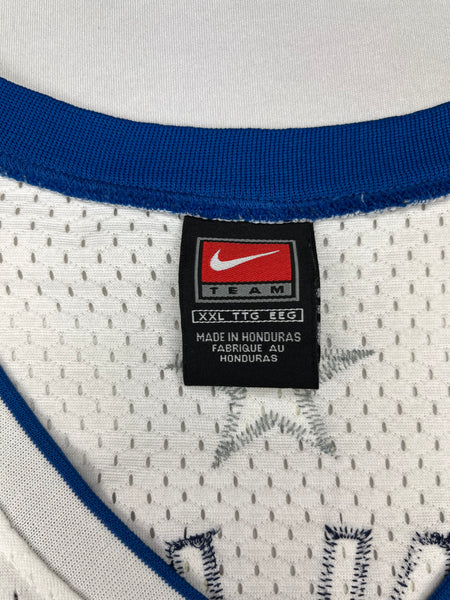 TEAM
XXL TTG EEG
MADE IN HONDURAS
FABRIQUE AU
HONDURAS